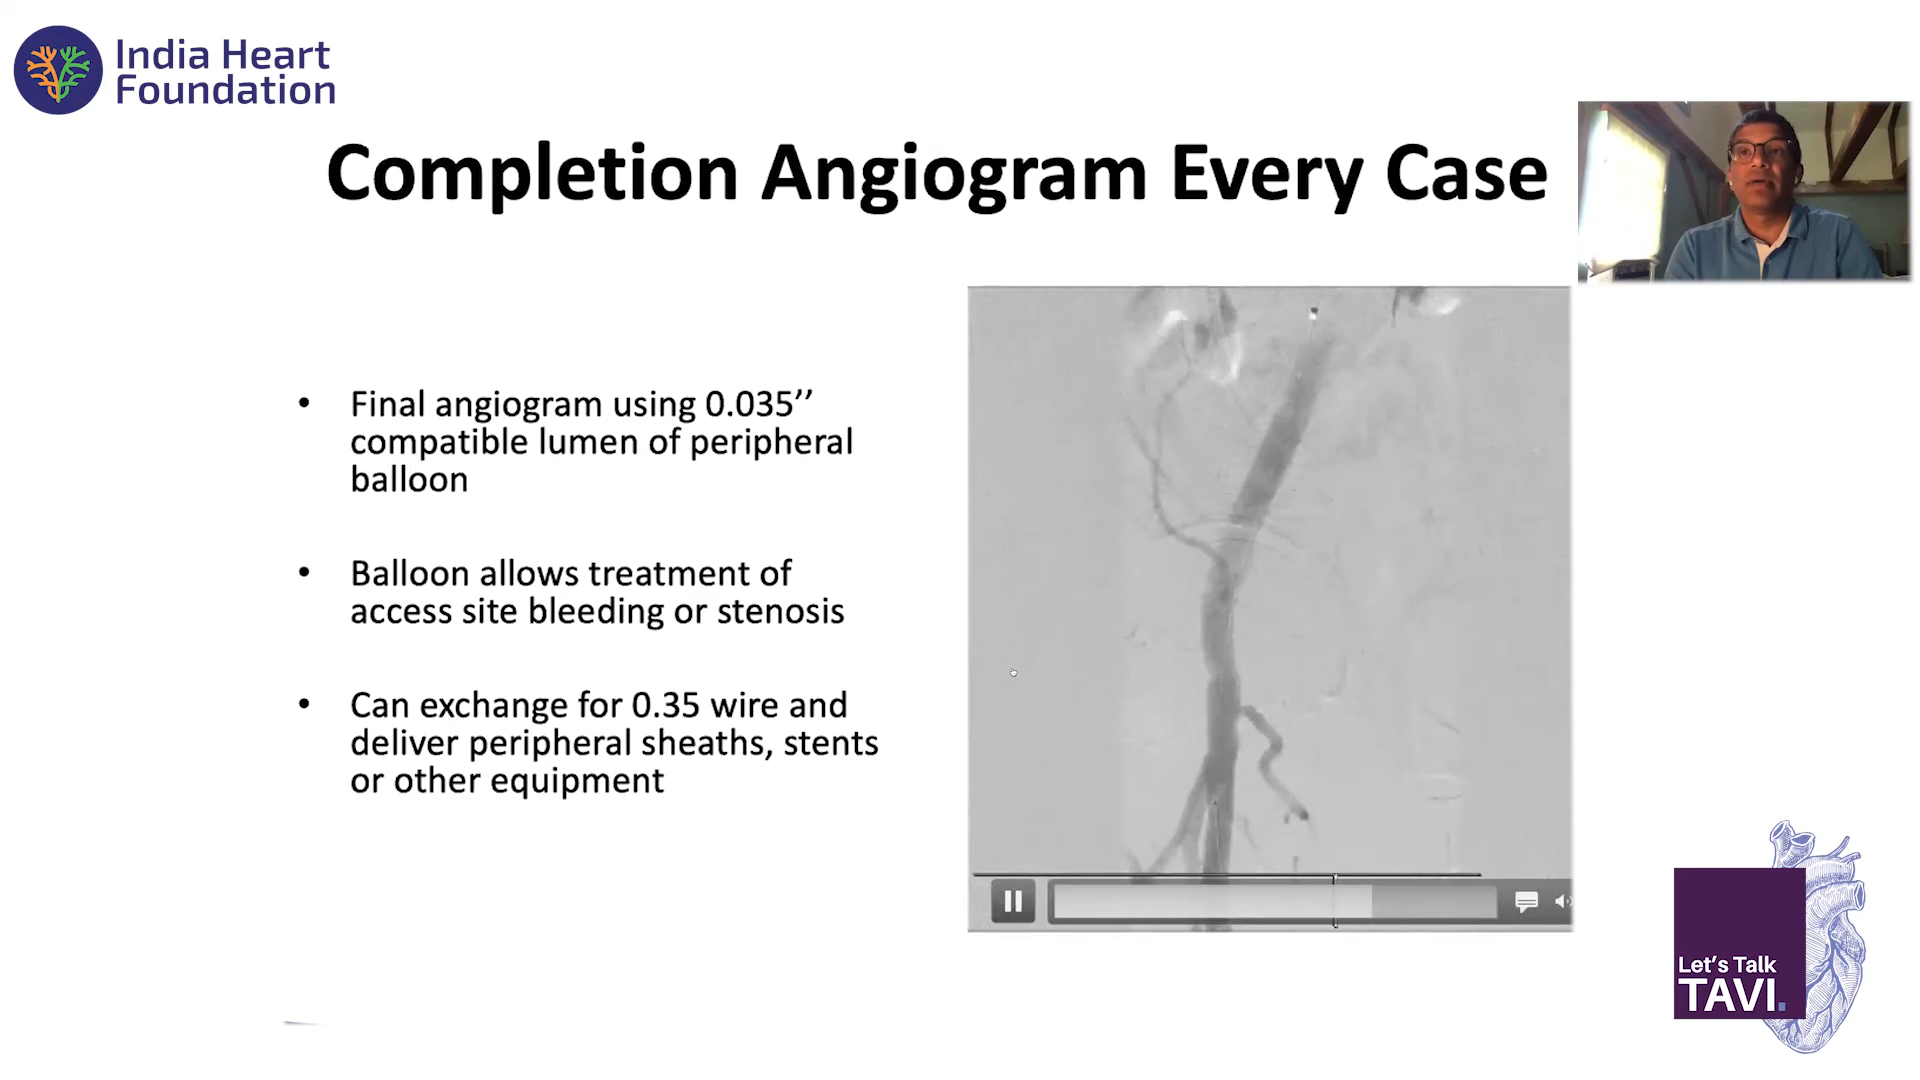 India Heart
Foundation
Completion Angiogram Every Case
• Final angiogram using 0.035’’
compatible lumen of peripheral
balloon
• Balloon allows treatment of
access site bleeding or stenosis
• Can exchange for 0.35 wire and
deliver peripheral sheaths, stents
or other equipment
Let’s Talk
TAVI.